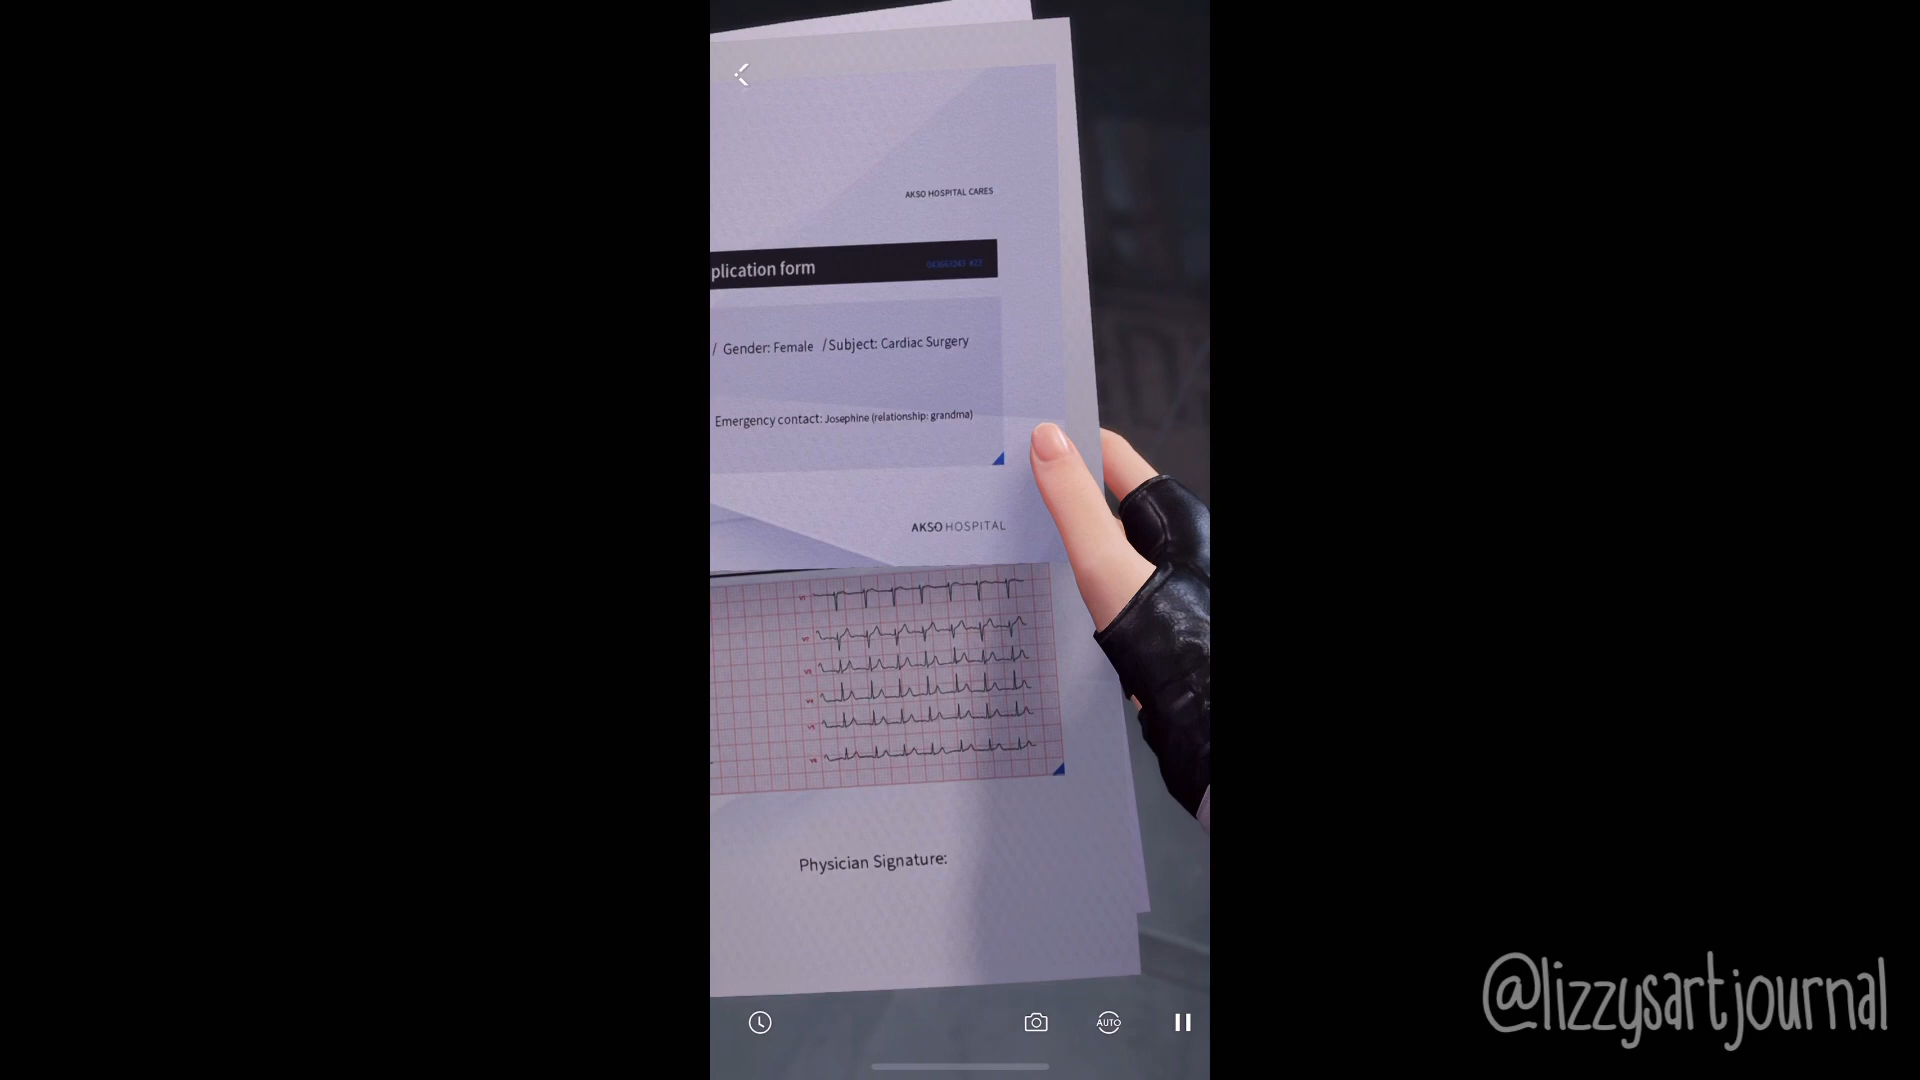 AKSO HOSPITAL CARES
plication form
/ Gender: Female / Subject: Cardiac Surgery
Emergency contact: Josephine (relationship: grandma)
AKSO HOSPITAL
Physician Signature:
AUTO
@lizzysartjournal